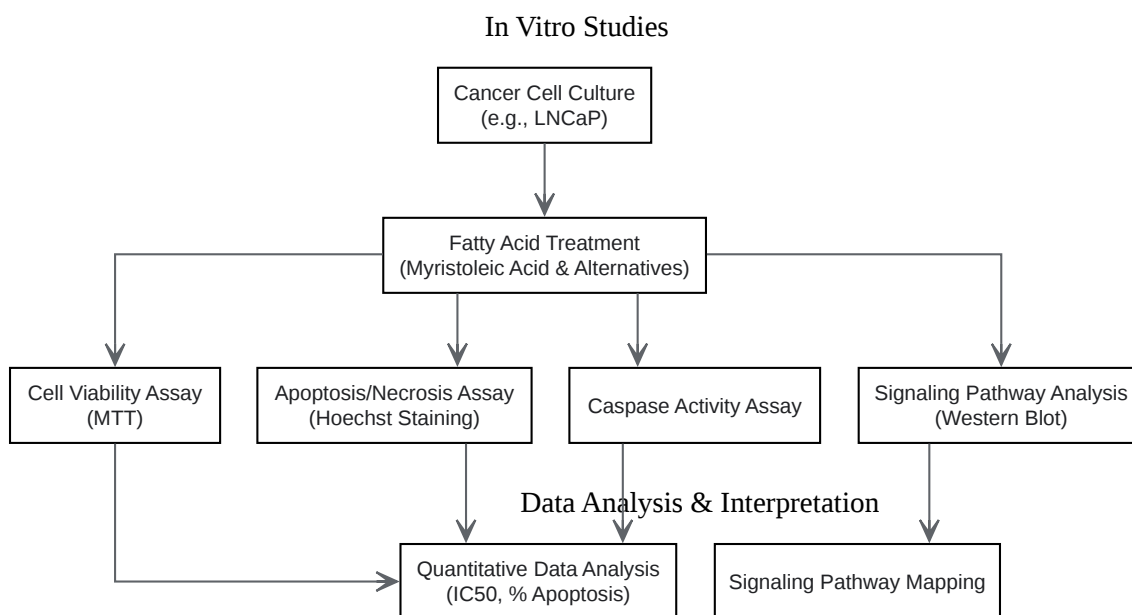 In Vitro Studies
Cancer Cell Culture
(e.g., LNCaP)
Fatty Acid Treatment
(Myristoleic Acid & Alternatives)
Cell Viability Assay
(MTT)
Apoptosis/Necrosis Assay
(Hoechst Staining)
Caspase Activity Assay
Signaling Pathway Analysis
(Western Blot)
Data Analysis & Interpretation
Quantitative Data Analysis
(IC50, % Apoptosis)
Signaling Pathway Mapping